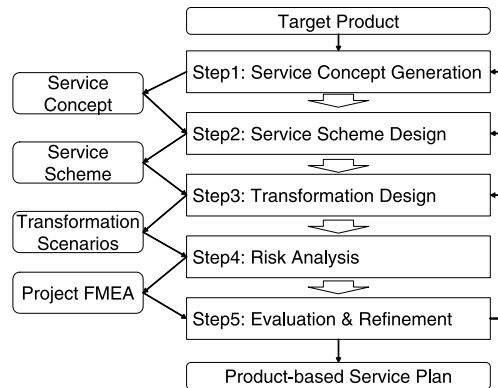 Target Product
Step1: Service Concept Generation
Service
Concept
Step2: Service Scheme Design
Service
Scheme
Step3: Transformation Design
Transformation
Scenarios
Step4: Risk Analysis
Project FMEA
Step5: Evaluation & Refinement
Product-based Service Plan